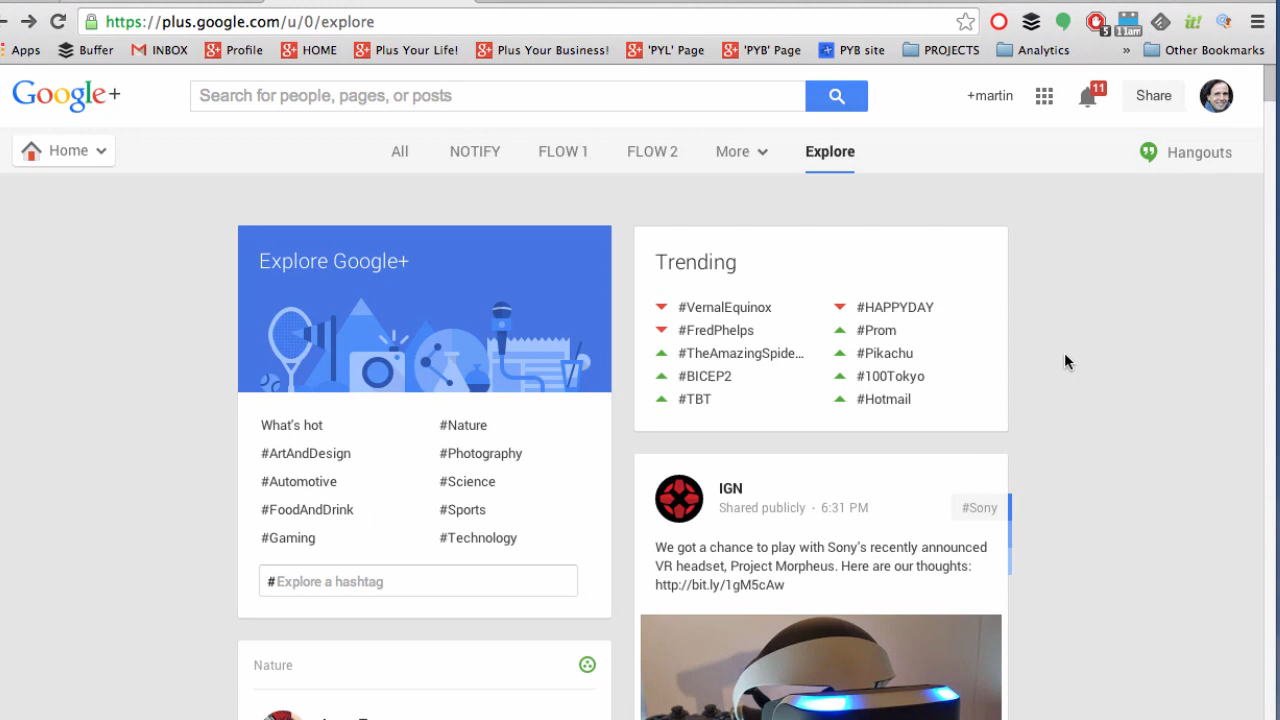 https://plus.google.com/u/0/explore
5
11am
it!
Apps Buffer INBOX Profile HOME Plus Your Life! Plus Your Business! 'PYL' Page 'PYB' Page PYB site PROJECTS Analytics » Other Bookmarks
Google+
Search for people, pages, or posts
+martin
11
Share
Home
All NOTIFY FLOW 1 FLOW 2 More Explore
Hangouts
Explore Google+
What's hot
#Nature
#ArtAndDesign
#Photography
#Automotive
#Science
#FoodAndDrink
#Sports
#Gaming
#Technology
# Explore a hashtag
Nature
Trending
#VernalEquinox
#HAPPYDAY
#FredPhelps
#Prom
#TheAmazingSpide...
#Pikachu
#BICEP2
#100Tokyo
#TBT
#Hotmail
IGN
Shared publicly - 6:31 PM
#Sony
We got a chance to play with Sony's recently announced
VR headset, Project Morpheus. Here are our thoughts:
http://bit.ly/1gM5cAw